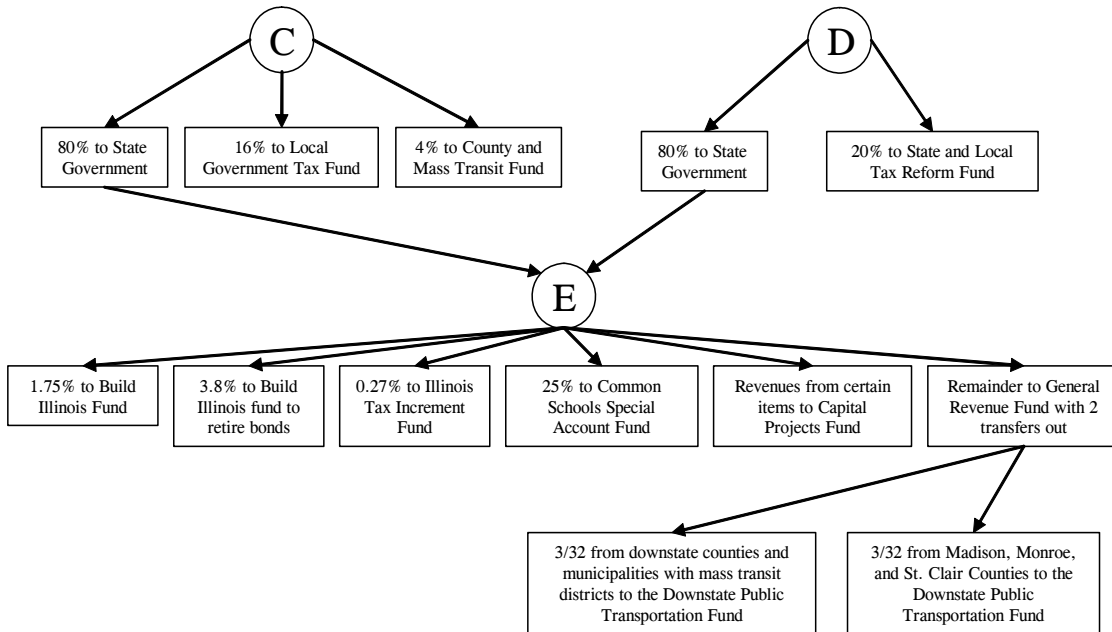 C
D
80% to State
Government
16% to Local
Government Tax Fund
4% to County and
Mass Transit Fund
80% to State
Government
20% to State and Local
Tax Reform Fund
E
1.75% to Build
Illinois Fund
3.8% to Build
Illinois fund to
retire bonds
0.27% to Illinois
Tax Increment
Fund
25% to Common
Schools Special
Account Fund
Revenues from certain
items to Capital
Projects Fund
Remainder to General
Revenue Fund with 2
transfers out
3/32 from downstate counties and
municipalities with mass transit
districts to the Downstate Public
Transportation Fund
3/32 from Madison, Monroe,
and St. Clair Counties to the
Downstate Public
Transportation Fund